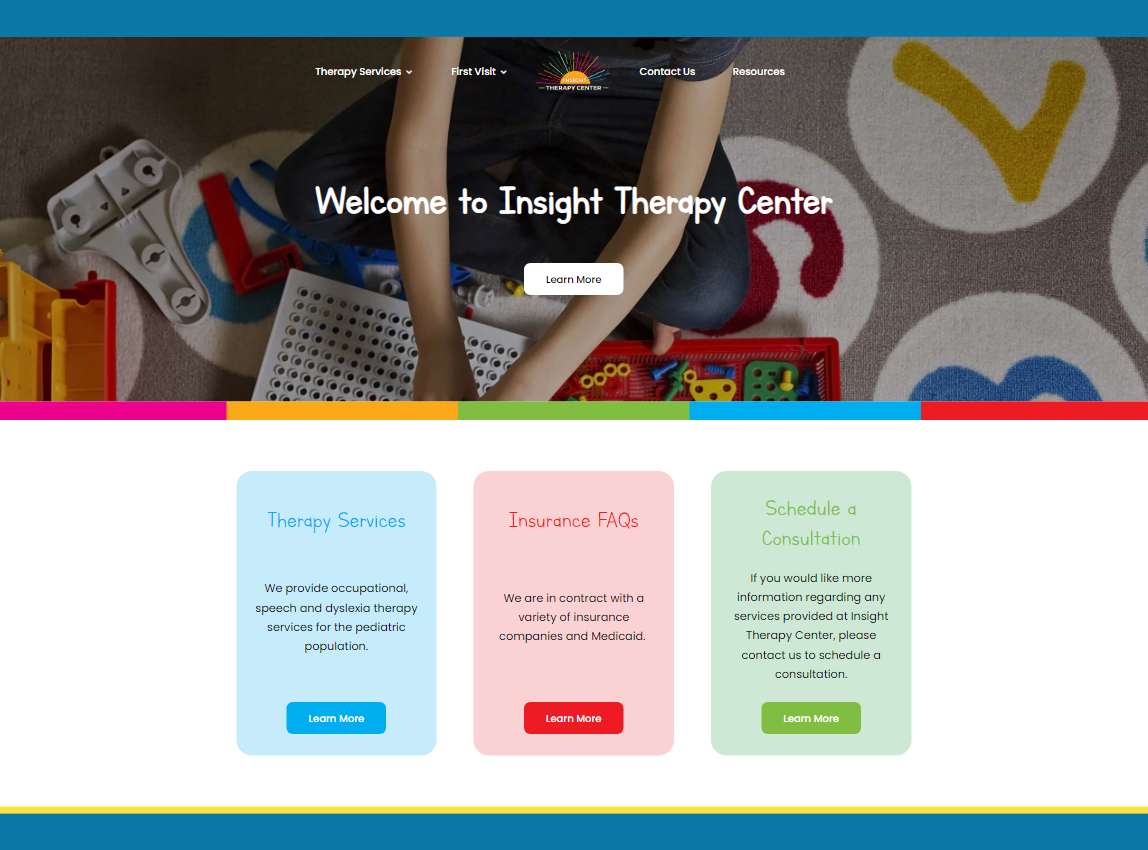 Therapy Services
First Visit
INSIGHT
— THERAPY CENTER —
Contact Us
Resources
Welcome to Insight Therapy Center
Learn More
Therapy Services
We provide occupational,
speech and dyslexia therapy
services for the pediatric
population.
Learn More
Insurance FAQs
We are in contract with a
variety of insurance
companies and Medicaid.
Learn More
Schedule a
Consultation
If you would like more
information regarding any
services provided at Insight
Therapy Center, please
contact us to schedule a
consultation.
Learn More